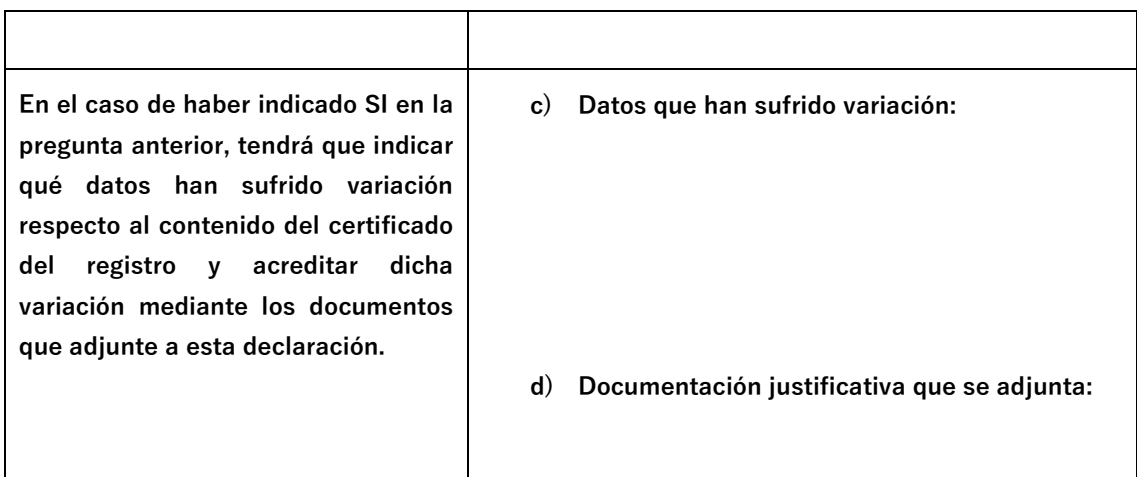 En el caso de haber indicado SI en la
pregunta anterior, tendrá que indicar
qué datos han sufrido variación
respecto al contenido del certificado
del registro y acreditar dicha
variación mediante los documentos
que adjunte a esta declaración.
c) Datos que han sufrido variación:
d) Documentación justificativa que se adjunta: